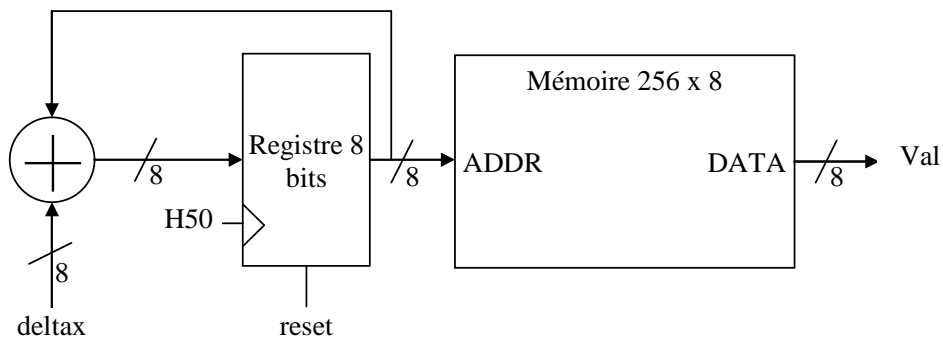 Mémoire 256 x 8
Registre 8
bits
8
8
ADDR
DATA
8
Val
H50
8
deltax
reset